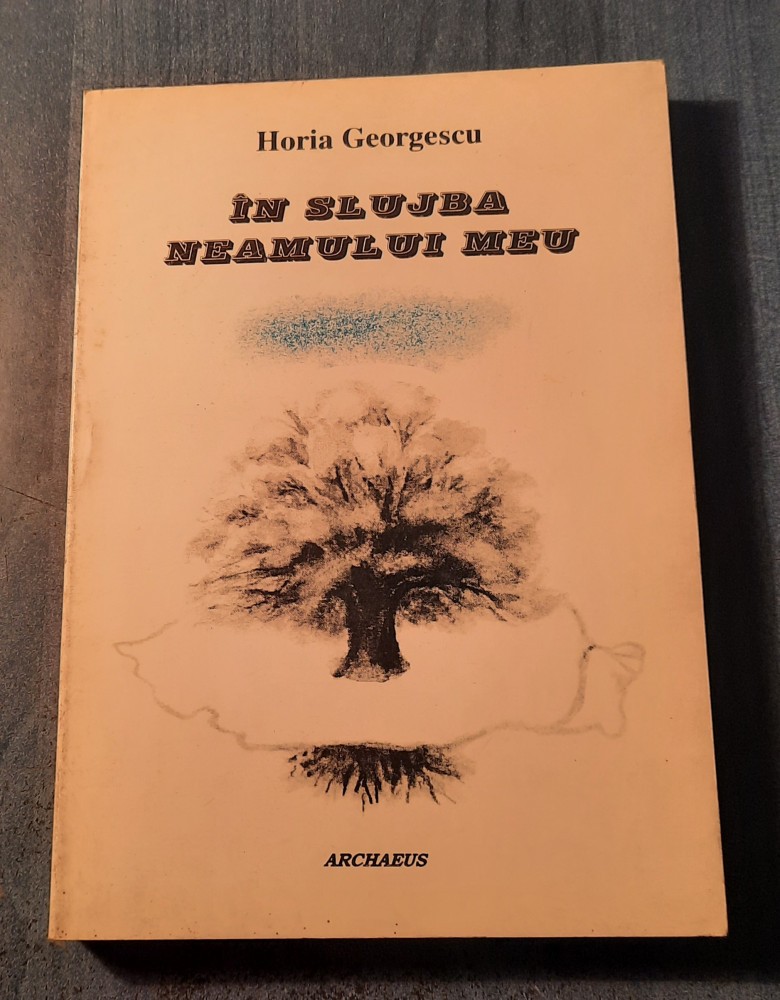 Horia Georgescu
ÎN SLUJBA
NEAMULUI MEU
ARCHAEUS